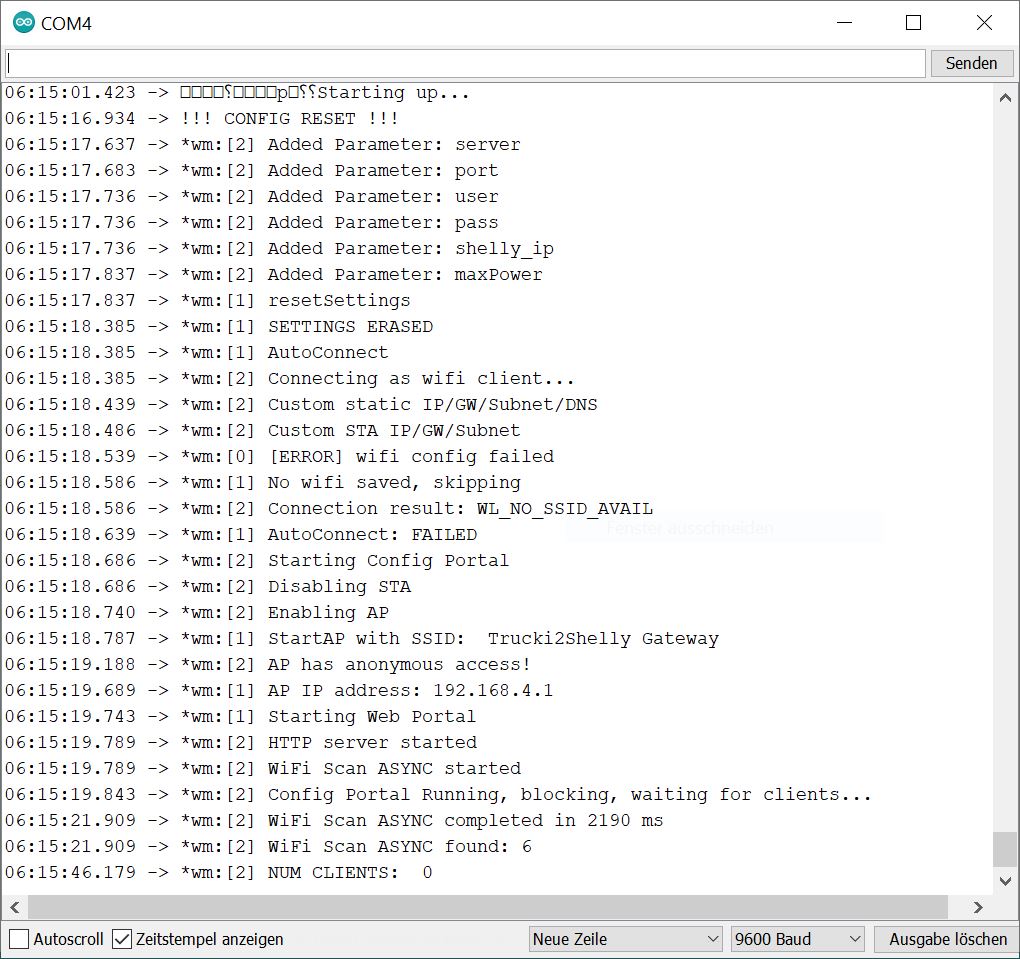 COM4
Senden
06:15:01.423 -> □□□□⸮□□□□p□⸮⸮Starting up...
06:15:16.934 -> !!! CONFIG RESET !!!
06:15:17.637 -> *wm:[2] Added Parameter: server
06:15:17.683 -> *wm:[2] Added Parameter: port
06:15:17.736 -> *wm:[2] Added Parameter: user
06:15:17.736 -> *wm:[2] Added Parameter: pass
06:15:17.736 -> *wm:[2] Added Parameter: shelly_ip
06:15:17.837 -> *wm:[2] Added Parameter: maxPower
06:15:17.837 -> *wm:[1] resetSettings
06:15:18.385 -> *wm:[1] SETTINGS ERASED
06:15:18.385 -> *wm:[1] AutoConnect
06:15:18.385 -> *wm:[2] Connecting as wifi client...
06:15:18.439 -> *wm:[2] Custom static IP/GW/Subnet/DNS
06:15:18.486 -> *wm:[2] Custom STA IP/GW/Subnet
06:15:18.539 -> *wm:[0] [ERROR] wifi config failed
06:15:18.586 -> *wm:[1] No wifi saved, skipping
06:15:18.586 -> *wm:[2] Connection result: WL_NO_SSID_AVAIL
Fenster ausschneiden
06:15:18.639 -> *wm:[1] AutoConnect: FAILED
06:15:18.686 -> *wm:[2] Starting Config Portal
06:15:18.686 -> *wm:[2] Disabling STA
06:15:18.740 -> *wm:[2] Enabling AP
06:15:18.787 -> *wm:[1] StartAP with SSID:  Trucki2Shelly Gateway
06:15:19.188 -> *wm:[2] AP has anonymous access!
06:15:19.689 -> *wm:[1] AP IP address: 192.168.4.1
06:15:19.743 -> *wm:[1] Starting Web Portal
06:15:19.789 -> *wm:[2] HTTP server started
06:15:19.789 -> *wm:[2] WiFi Scan ASYNC started
06:15:19.843 -> *wm:[2] Config Portal Running, blocking, waiting for clients...
06:15:21.909 -> *wm:[2] WiFi Scan ASYNC completed in 2190 ms
06:15:21.909 -> *wm:[2] WiFi Scan ASYNC found: 6
06:15:46.179 -> *wm:[2] NUM CLIENTS:  0
Autoscroll Zeitstempel anzeigen Neue Zeile 9600 Baud Ausgabe löschen